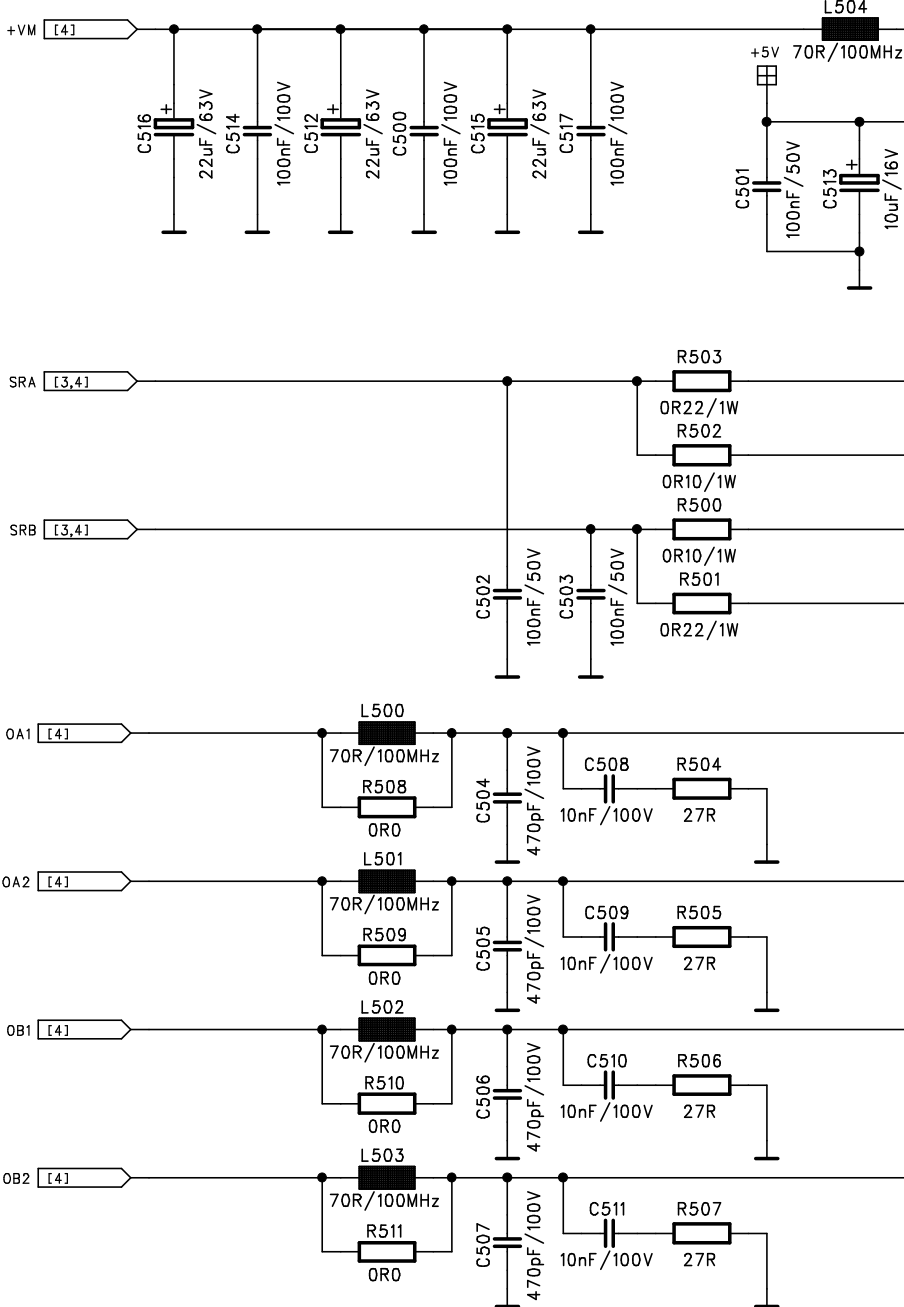 L504
+VM [4]
+5V 70R/100MHz
C516 + 22uF/63V
C514 100nF/100V
C512 + 22uF/63V
C500 100nF/100V
C515 + 22uF/63V
C517 100nF/100V
C501 100nF/50V
C513 + 10uF/16V
R503
SRA [3,4]
0R22/1W
R502
0R10/1W
R500
SRB [3,4]
0R10/1W
C502 100nF/50V
C503 100nF/50V
R501
0R22/1W
L500
OA1 [4]
70R/100MHz
R508
0R0
C504 470pF/100V
C508 R504
10nF/100V 27R
L501
OA2 [4]
70R/100MHz
R509
0R0
C505 470pF/100V
C509 R505
10nF/100V 27R
L502
OB1 [4]
70R/100MHz
R510
0R0
C506 470pF/100V
C510 R506
10nF/100V 27R
L503
OB2 [4]
70R/100MHz
R511
0R0
C507 470pF/100V
C511 R507
10nF/100V 27R